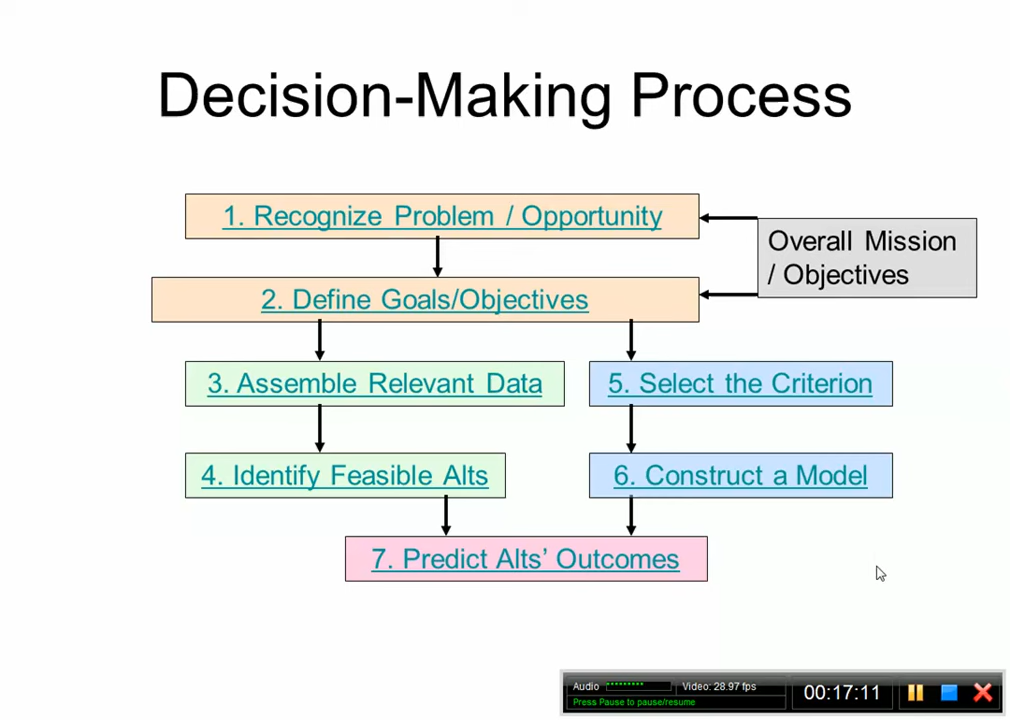 Decision-Making Process
1. Recognize Problem / Opportunity
Overall Mission
/ Objectives
2. Define Goals/Objectives
3. Assemble Relevant Data
5. Select the Criterion
4. Identify Feasible Alts
6. Construct a Model
7. Predict Alts’ Outcomes
Audio
Video: 28.97 fps
Press Pause to pause/resume
00:17:11